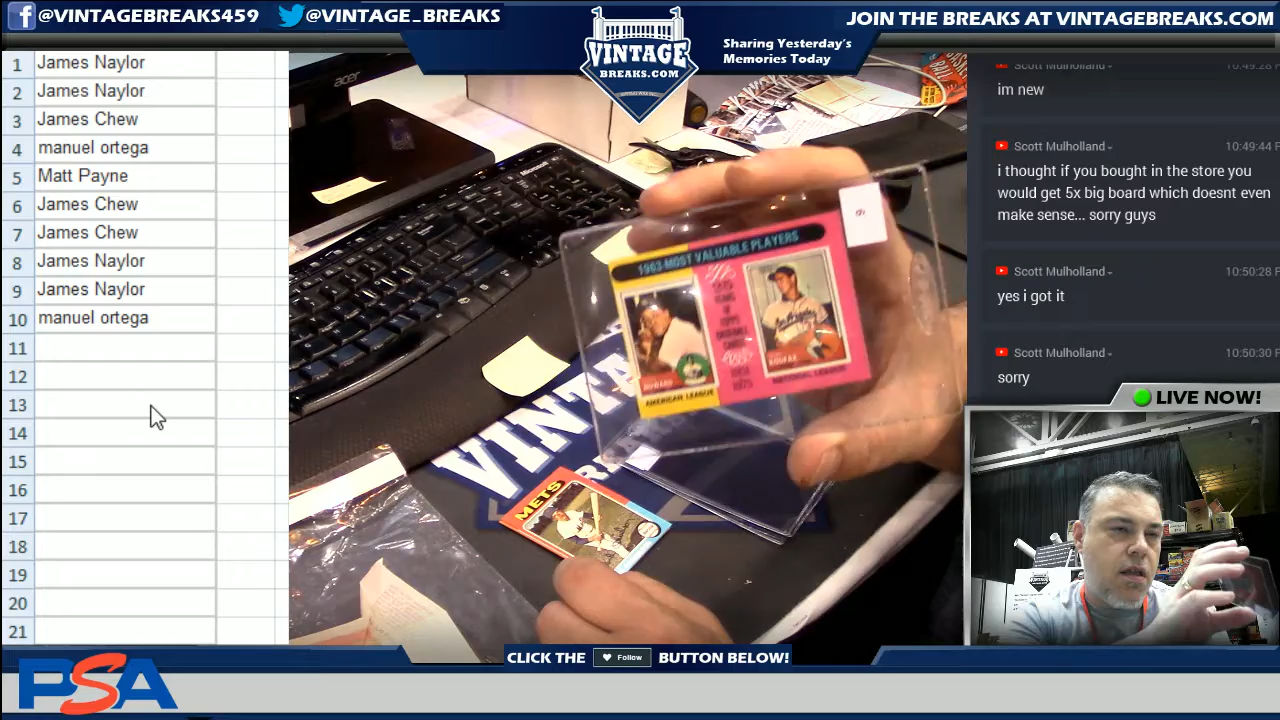 @VINTAGEBREAKS459
@VINTAGE_BREAKS
VINTAGE
BREAKS.COM
Sharing Yesterday's
Memories Today
JOIN THE BREAKS AT VINTAGEBREAKS.COM
1 James Naylor
2 James Naylor
3 James Chew
4 manuel ortega
5 Matt Payne
6 James Chew
7 James Chew
8 James Naylor
9 James Naylor
10 manuel ortega
11
12
13
14
15
16
17
18
19
20
21
acer
1963-MOST VALUABLE PLAYERS
HOWARD
AMERICAN LEAGUE
1951
1975
KOUFAX
NATIONAL LEAGUE
METS
VINTA
Scott Mulholland
im new
Scott Mulholland 10:49:44
i thought if you bought in the store you
would get 5x big board which doesnt even
make sense... sorry guys
Scott Mulholland 10:50:28
yes i got it
Scott Mulholland 10:50:30
sorry
LIVE NOW!
CLICK THE Follow BUTTON BELOW!
PSA